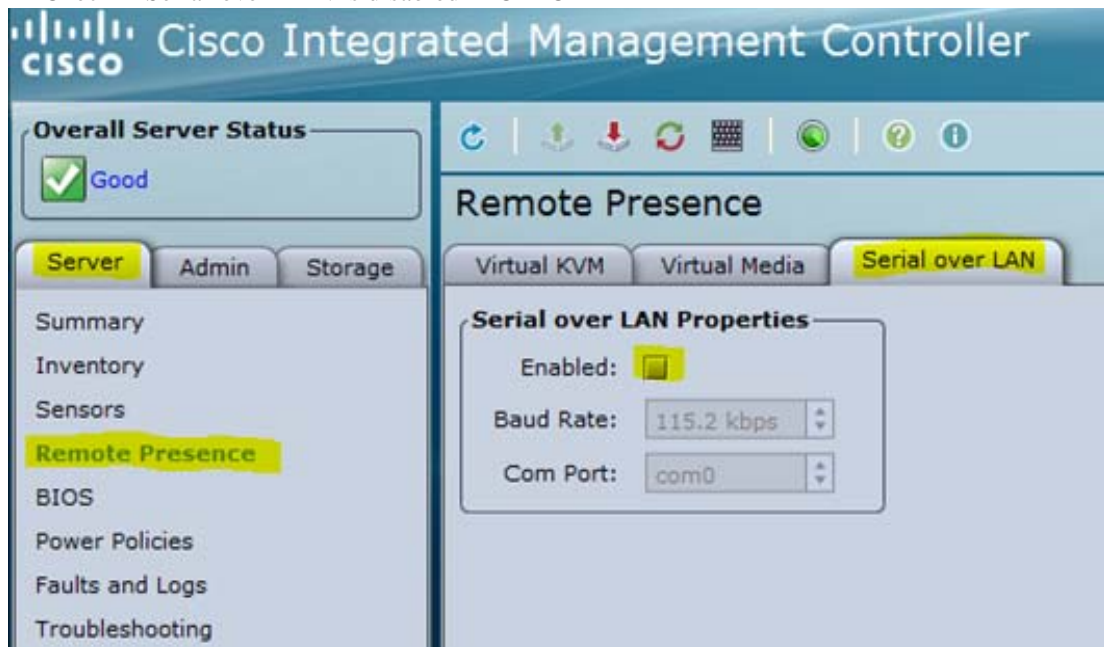 CISCO Cisco Integrated Management Controller
Overall Server Status
Good
Server Admin Storage
Summary
Inventory
Sensors
Remote Presence
BIOS
Power Policies
Faults and Logs
Troubleshooting
Remote Presence
Virtual KVM Virtual Media Serial over LAN
Serial over LAN Properties
Enabled:
Baud Rate: 115.2 kbps
Com Port: com0